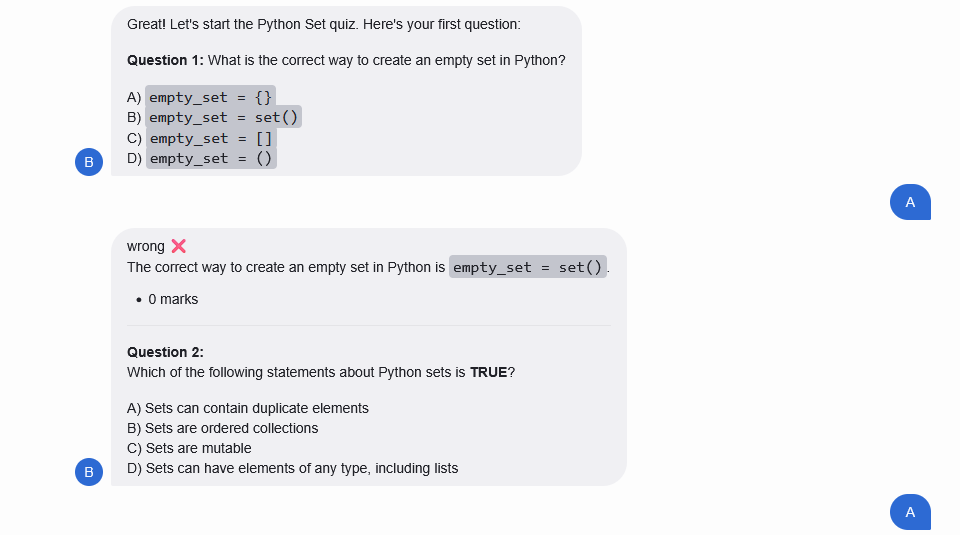 Great! Let's start the Python Set quiz. Here's your first question:
Question 1: What is the correct way to create an empty set in Python?
A) empty_set = {}
B) empty_set = set()
C) empty_set = []
D) empty_set = ()
B
A
wrong ❌
The correct way to create an empty set in Python is empty_set = set().
• 0 marks
Question 2:
Which of the following statements about Python sets is TRUE?
A) Sets can contain duplicate elements
B) Sets are ordered collections
C) Sets are mutable
D) Sets can have elements of any type, including lists
B
A